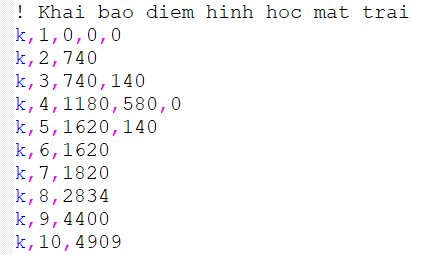 ! Khai bao diem hinh hoc mat trai
k,1,0,0,0
k,2,740
k,3,740,140
k,4,1180,580,0
k,5,1620,140
k,6,1620
k,7,1820
k,8,2834
k,9,4400
k,10,4909